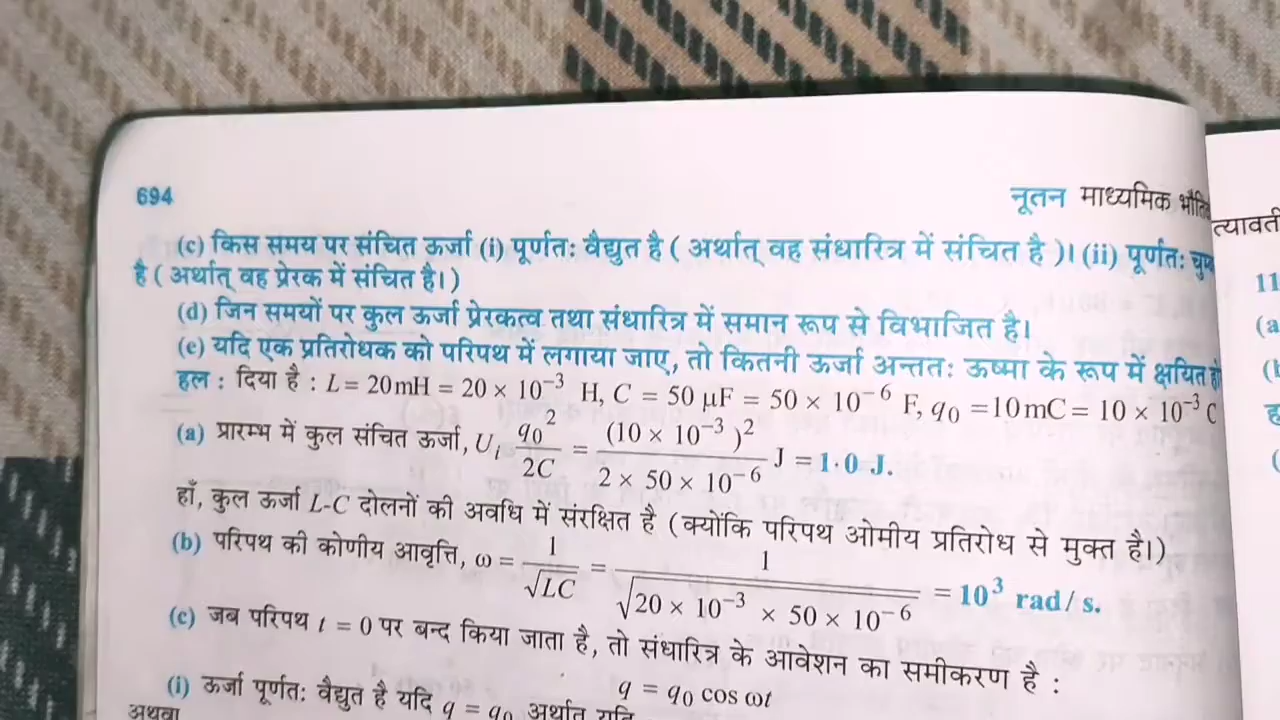 694
नूतन माध्यमिक
(c) किस समय पर संचित ऊर्जा (i) पूर्णतः वैद्युत है ( अर्थात् वह संधारित्र में संचित है )। (ii) पूर्णतः
है ( अर्थात् वह प्रेरक में संचित है। )
(d) जिन समयों पर कुल ऊर्जा प्रेरकत्व तथा संधारित्र में समान रूप से विभाजित है।
(e) यदि एक प्रतिरोधक को परिपथ में लगाया जाए, तो कितनी ऊर्जा अन्ततः ऊष्मा के रूप में क्षयित
हल : दिया है : L = 20 mH = 20 × 10⁻³ H, C = 50 μF = 50 × 10⁻⁶ F, q₀ = 10 mC = 10 × 10⁻³ C
(a) प्रारम्भ में कुल संचित ऊर्जा, Uᵢ q₀²/2C = (10 × 10⁻³ )²/2 × 50 × 10⁻⁶ J = 1·0 J.
हाँ, कुल ऊर्जा L-C दोलनों की अवधि में संरक्षित है (क्योंकि परिपथ ओमीय प्रतिरोध से मुक्त है।)
(b) परिपथ की कोणीय आवृत्ति, ω = 1/√LC = 1/√20 × 10⁻³ × 50 × 10⁻⁶ = 10³ rad/s.
(c) जब परिपथ t = 0 पर बन्द किया जाता है, तो संधारित्र के आवेशन का समीकरण है :
q = q₀ cos ωt
(i) ऊर्जा पूर्णतः वैद्युत है यदि q = q₀ अर्थात् यदि
अथवा
त्यावर्ती
11
(a
(